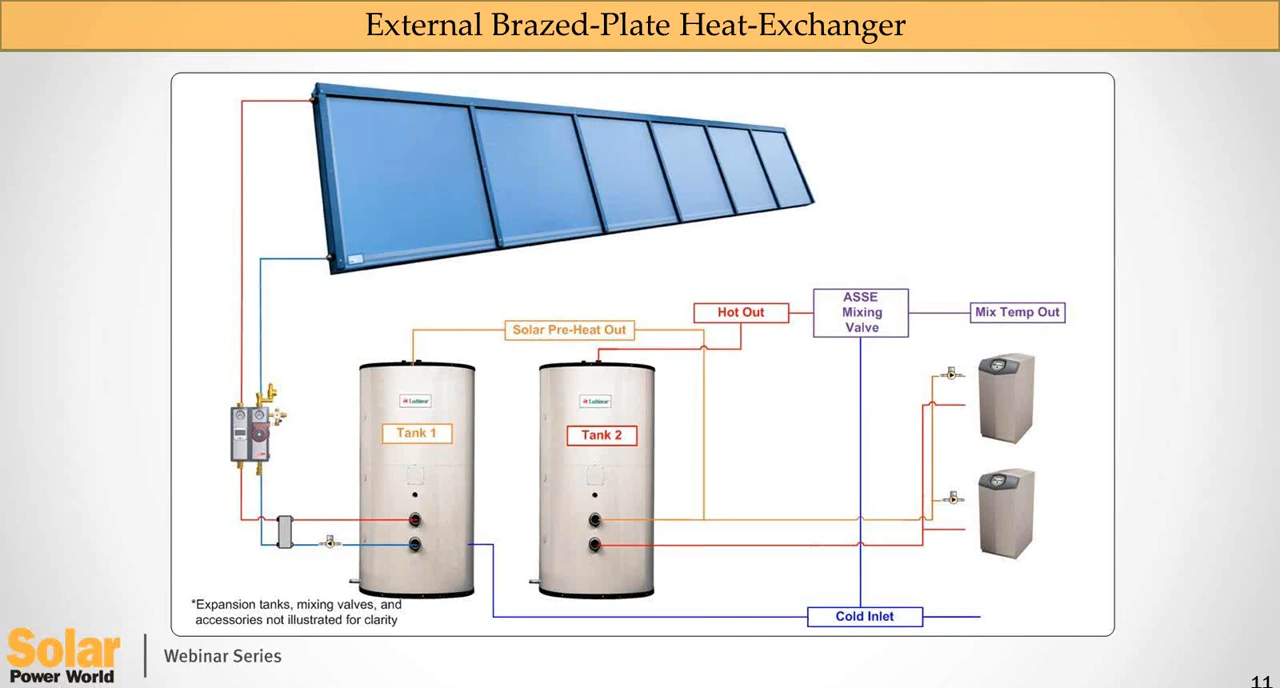 External Brazed-Plate Heat-Exchanger
ASSE
Mixing
Valve
Hot Out
Mix Temp Out
Solar Pre-Heat Out
Lochinvar
Lochinvar
Tank 1
Tank 2
*Expansion tanks, mixing valves, and
accessories not illustrated for clarity
Cold Inlet
Solar
Power World
Webinar Series
11